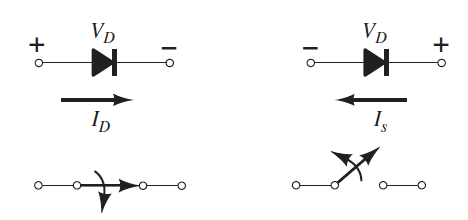 + V_D −
I_D
− V_D +
I_s